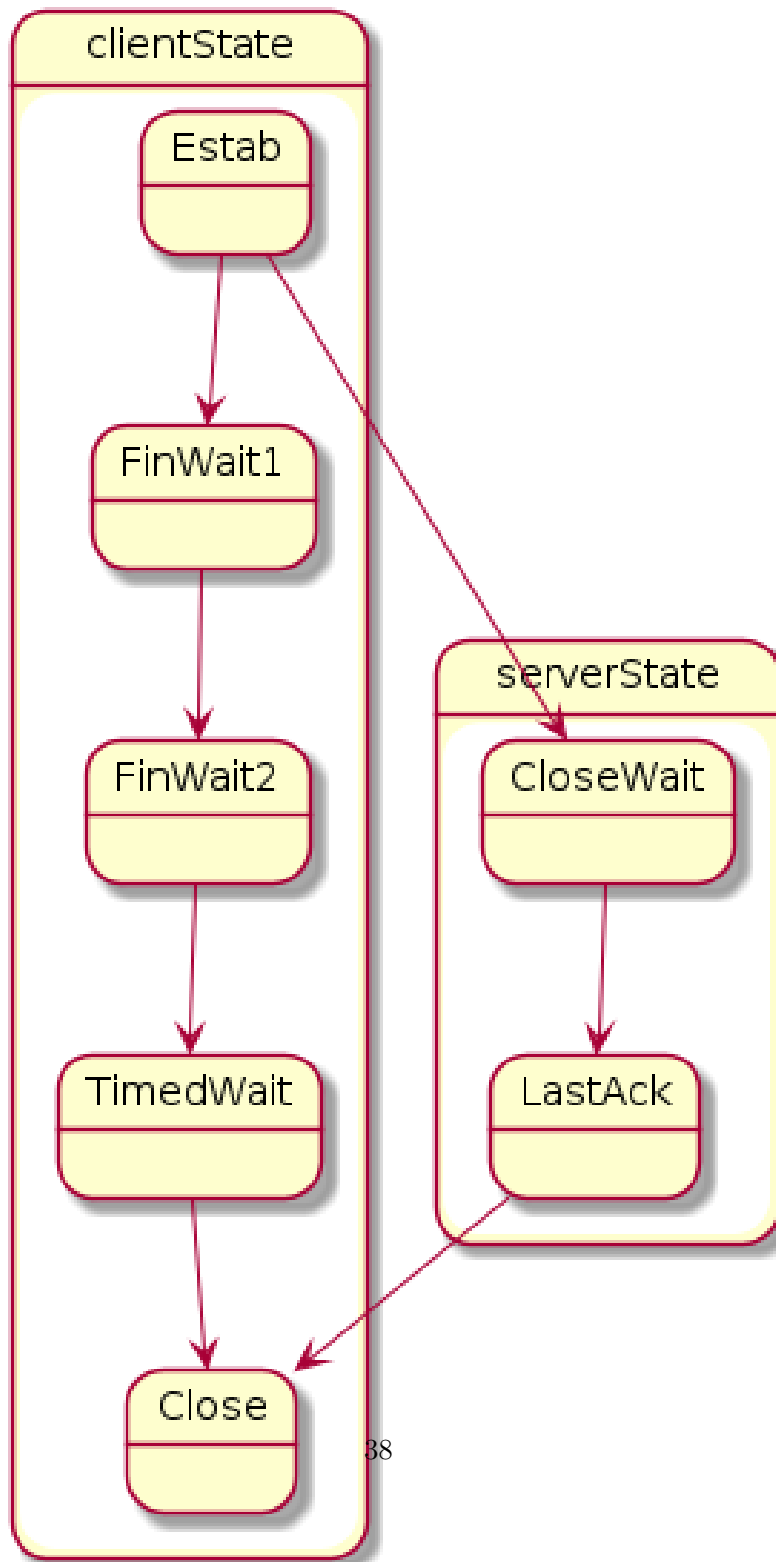 clientState
Estab
FinWait1
FinWait2
TimedWait
Close
serverState
CloseWait
LastAck
38